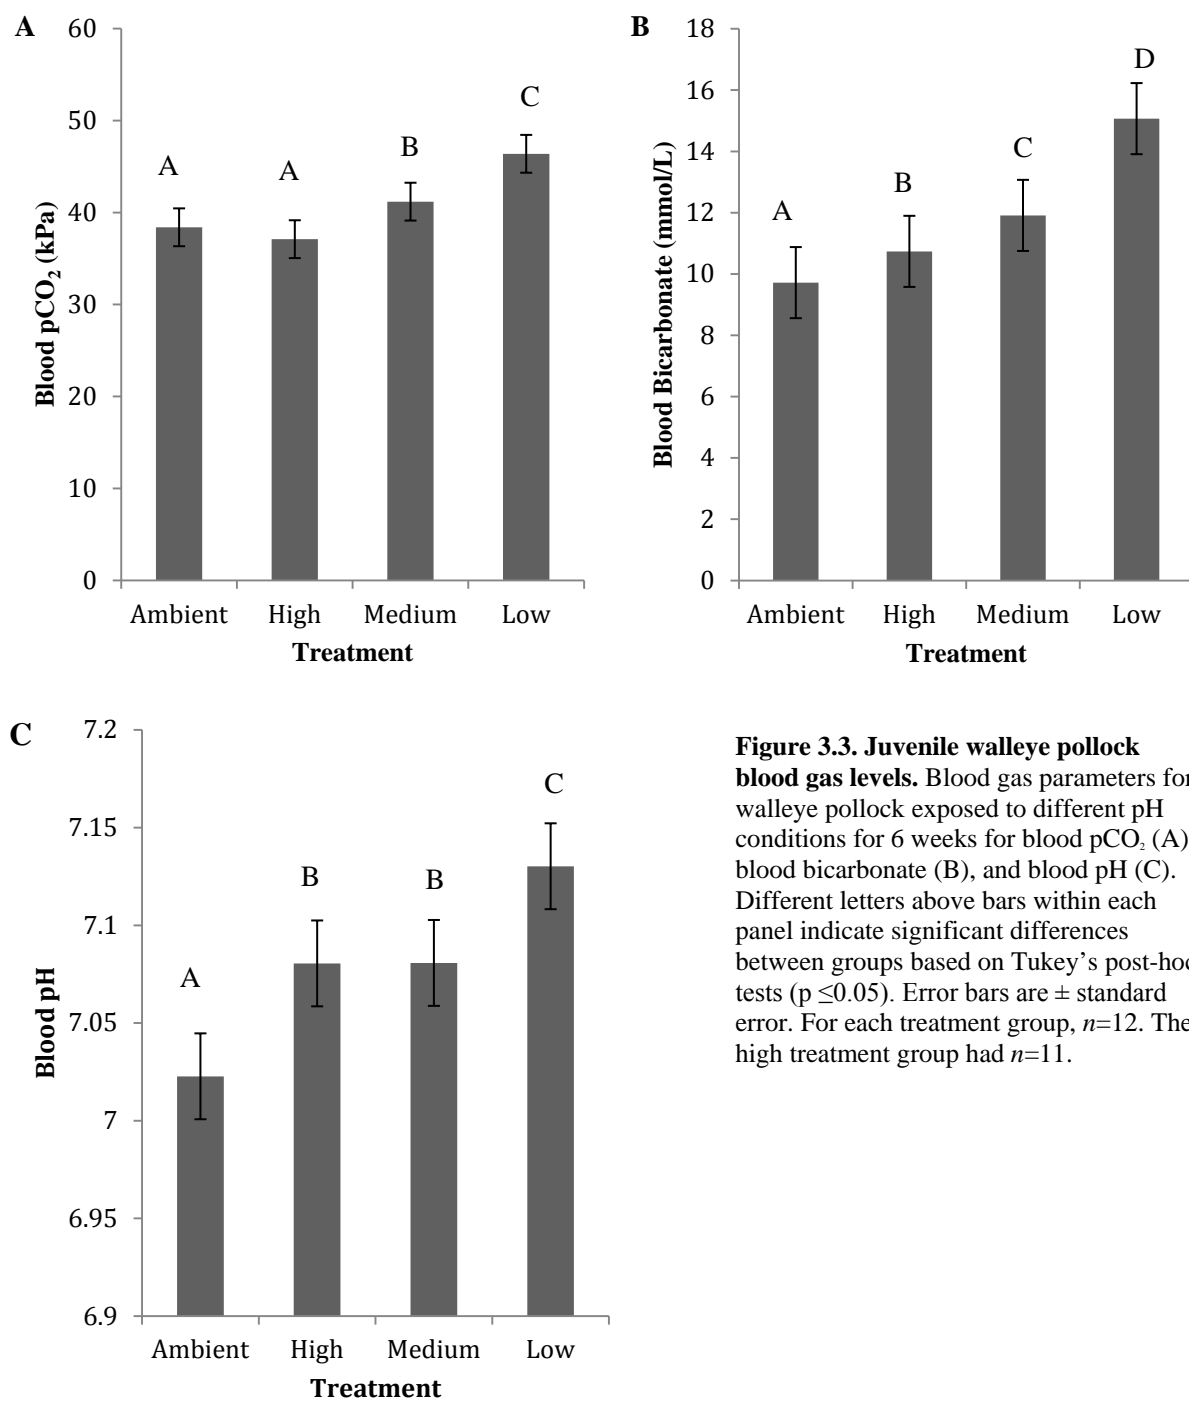 A
60
50
40
30
20
10
0
Blood pCO₂ (kPa)
A
A
B
C
Ambient High Medium Low
Treatment
B
18
16
14
12
10
8
6
4
2
0
Blood Bicarbonate (mmol/L)
A
B
C
D
Ambient High Medium Low
Treatment
C
7.2
7.15
7.1
7.05
7
6.95
6.9
Blood pH
A
B
B
C
Ambient High Medium Low
Treatment
Figure 3.3. Juvenile walleye pollock
blood gas levels. Blood gas parameters for
walleye pollock exposed to different pH
conditions for 6 weeks for blood pCO₂ (A)
blood bicarbonate (B), and blood pH (C).
Different letters above bars within each
panel indicate significant differences
between groups based on Tukey’s post-hoc
tests (p ≤0.05). Error bars are ± standard
error. For each treatment group, n=12. The
high treatment group had n=11.